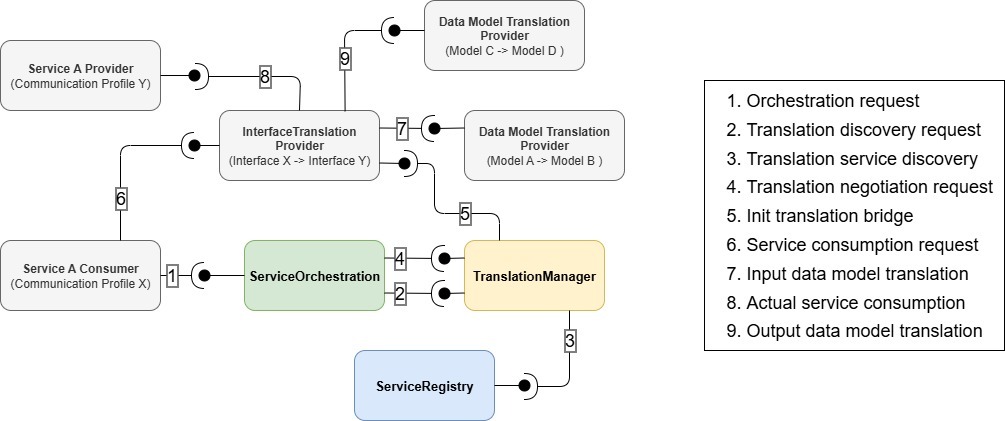 Data Model Translation
Provider
(Model C -> Model D )
9
Service A Provider
(Communication Profile Y)
8
InterfaceTranslation
Provider
(Interface X -> Interface Y)
7
Data Model Translation
Provider
(Model A -> Model B )
6
5
Service A Consumer
(Communication Profile X)
1
ServiceOrchestration
4
2
TranslationManager
3
ServiceRegistry
1. Orchestration request
2. Translation discovery request
3. Translation service discovery
4. Translation negotiation request
5. Init translation bridge
6. Service consumption request
7. Input data model translation
8. Actual service consumption
9. Output data model translation